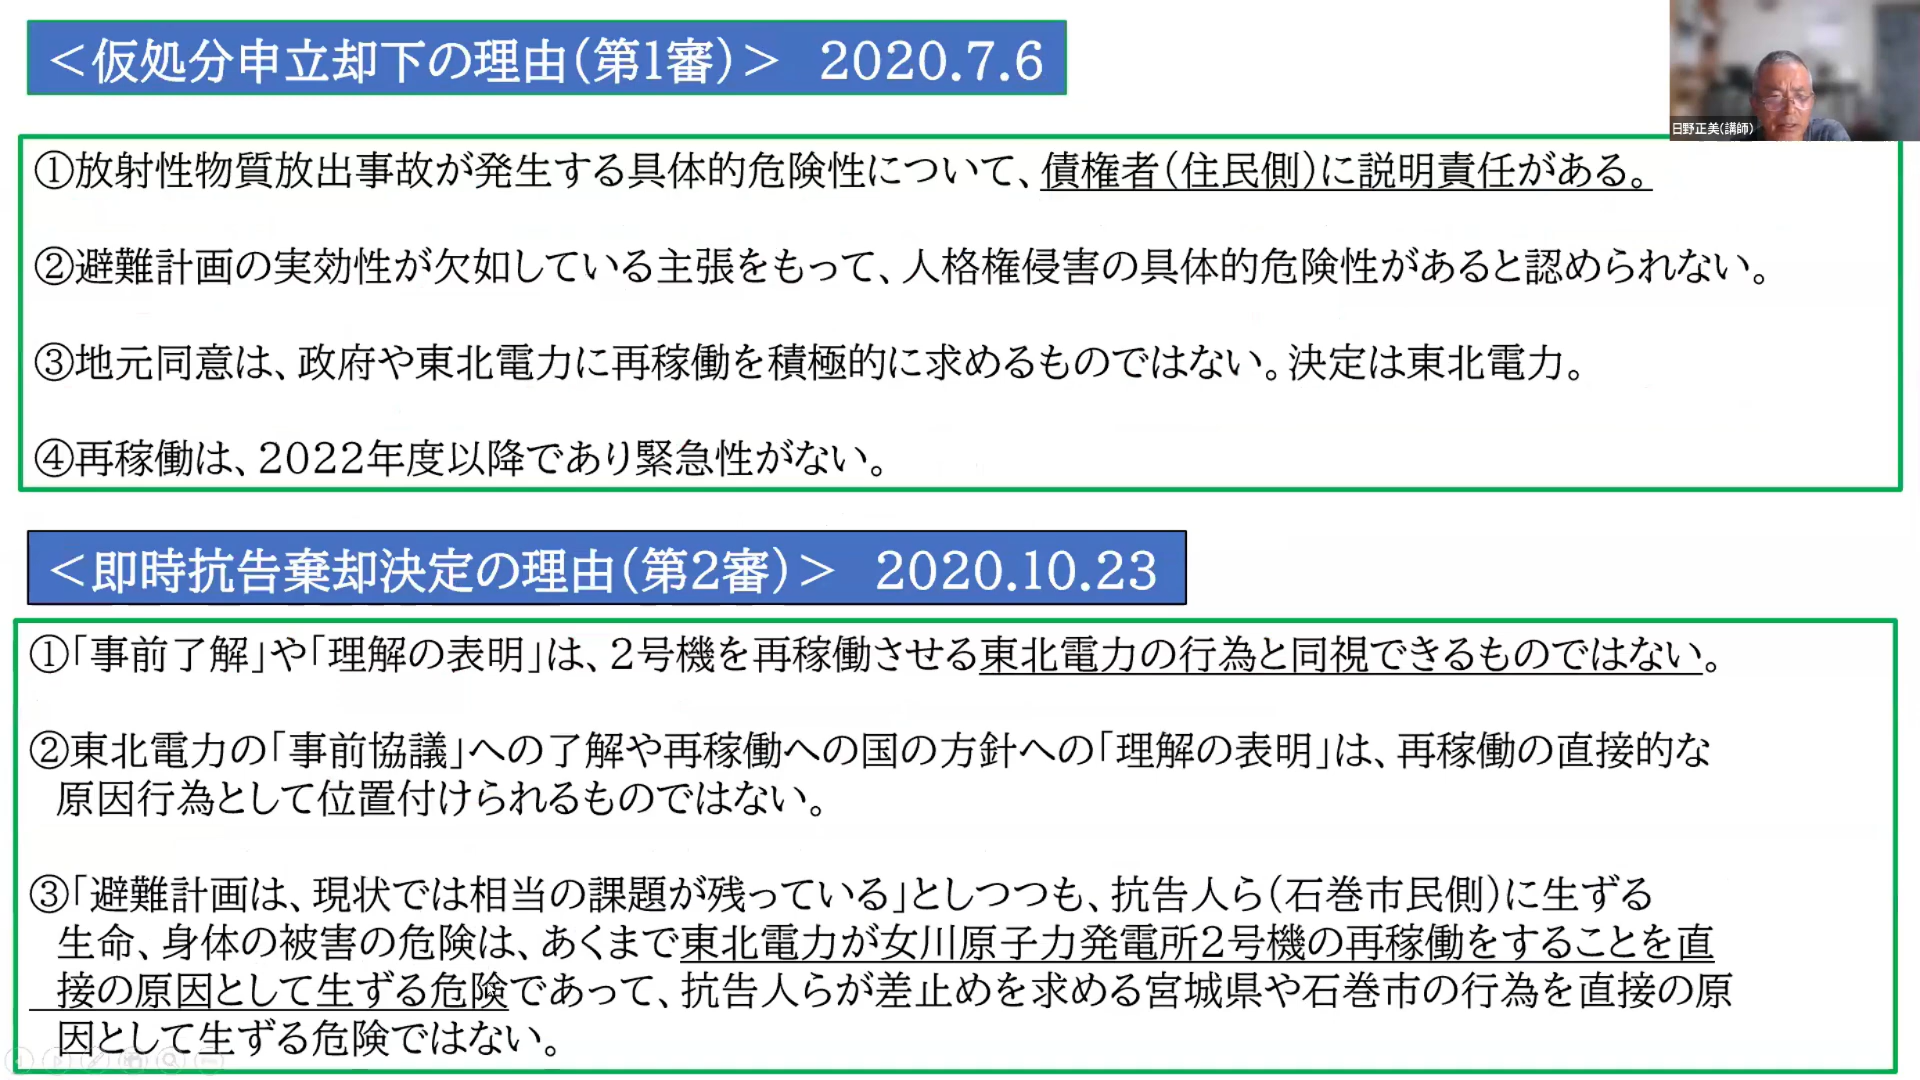 ＜仮処分申立却下の理由（第1審）＞　2020.7.6
日野正美(講師)
①放射性物質放出事故が発生する具体的危険性について、債権者（住民側）に説明責任がある。
②避難計画の実効性が欠如している主張をもって、人格権侵害の具体的危険性があると認められない。
③地元同意は、政府や東北電力に再稼働を積極的に求めるものではない。決定は東北電力。
④再稼働は、2022年度以降であり緊急性がない。
＜即時抗告棄却決定の理由（第2審）＞　2020.10.23
①「事前了解」や「理解の表明」は、2号機を再稼働させる東北電力の行為と同視できるものではない。
②東北電力の「事前協議」への了解や再稼働への国の方針への「理解の表明」は、再稼働の直接的な
原因行為として位置付けられるものではない。
③「避難計画は、現状では相当の課題が残っている」としつつも、抗告人ら（石巻市民側）に生ずる
生命、身体の被害の危険は、あくまで東北電力が女川原子力発電所2号機の再稼働をすることを直
接の原因として生ずる危険であって、抗告人らが差止めを求める宮城県や石巻市の行為を直接の原
因として生ずる危険ではない。